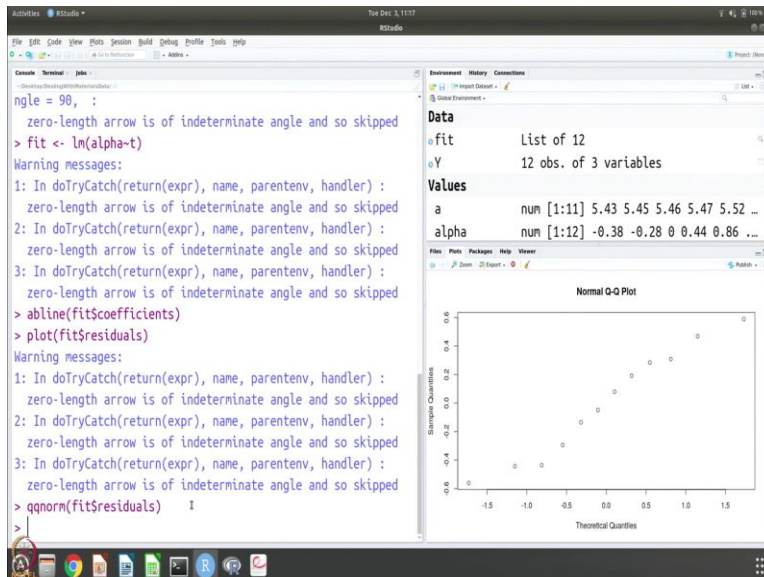 Activities RStudio Tue Dec 3, 11:17 100%
RStudio
File Edit Code View Plots Session Build Debug Profile Tools Help
Go to file/function Addins
Project: (None)
Console Terminal Jobs
~/Desktop/DealingWithMaterialsData/
ngle = 90, :
zero-length arrow is of indeterminate angle and so skipped
> fit <- lm(alpha~t)
Warning messages:
1: In doTryCatch(return(expr), name, parentenv, handler) :
zero-length arrow is of indeterminate angle and so skipped
2: In doTryCatch(return(expr), name, parentenv, handler) :
zero-length arrow is of indeterminate angle and so skipped
3: In doTryCatch(return(expr), name, parentenv, handler) :
zero-length arrow is of indeterminate angle and so skipped
> abline(fit$coefficients)
> plot(fit$residuals)
Warning messages:
1: In doTryCatch(return(expr), name, parentenv, handler) :
zero-length arrow is of indeterminate angle and so skipped
2: In doTryCatch(return(expr), name, parentenv, handler) :
zero-length arrow is of indeterminate angle and so skipped
3: In doTryCatch(return(expr), name, parentenv, handler) :
zero-length arrow is of indeterminate angle and so skipped
> qqnorm(fit$residuals)
>
Environment History Connections
Import Dataset List
Global Environment
Data
fit List of 12
Y 12 obs. of 3 variables
Values
a num [1:11] 5.43 5.45 5.46 5.47 5.52 …
alpha num [1:12] -0.38 -0.28 0 0.44 0.86 ...
Files Plots Packages Help Viewer
Zoom Export Publish
Normal Q-Q Plot
Sample Quantiles
0.6
0.4
0.2
0.0
-0.2
-0.4
-0.6
-1.5 -1.0 -0.5 0.0 0.5 1.0 1.5
Theoretical Quantiles